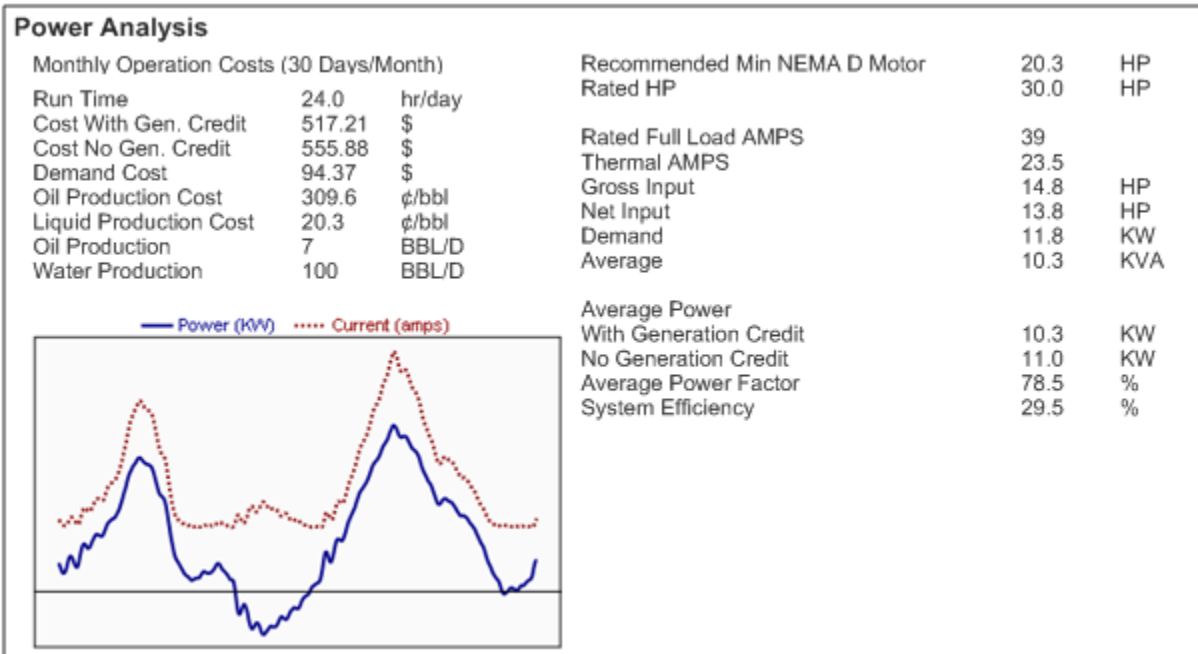 Power Analysis
Monthly Operation Costs (30 Days/Month)
Run Time 24.0 hr/day
Cost With Gen. Credit 517.21 $
Cost No Gen. Credit 555.88 $
Demand Cost 94.37 $
Oil Production Cost 309.6 ¢/bbl
Liquid Production Cost 20.3 ¢/bbl
Oil Production 7 BBL/D
Water Production 100 BBL/D
Power (KW) Current (amps)
Recommended Min NEMA D Motor 20.3 HP
Rated HP 30.0 HP
Rated Full Load AMPS 39
Thermal AMPS 23.5
Gross Input 14.8 HP
Net Input 13.8 HP
Demand 11.8 KW
Average 10.3 KVA
Average Power
With Generation Credit 10.3 KW
No Generation Credit 11.0 KW
Average Power Factor 78.5 %
System Efficiency 29.5 %